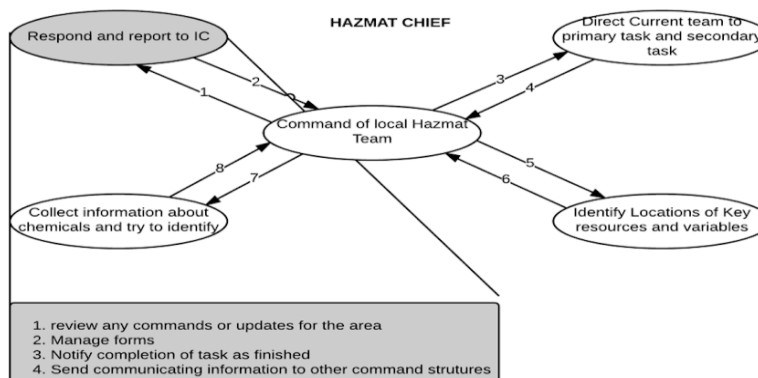 HAZMAT CHIEF
Respond and report to IC
Direct Current team to
primary task and secondary
task
1
2
3
4
Command of local Hazmat
Team
8
7
5
6
Collect information about
chemicals and try to identify
Identify Locations of Key
resources and variables
1. review any commands or updates for the area
2. Manage forms
3. Notify completion of task as finished
4. Send communicating information to other command strutures